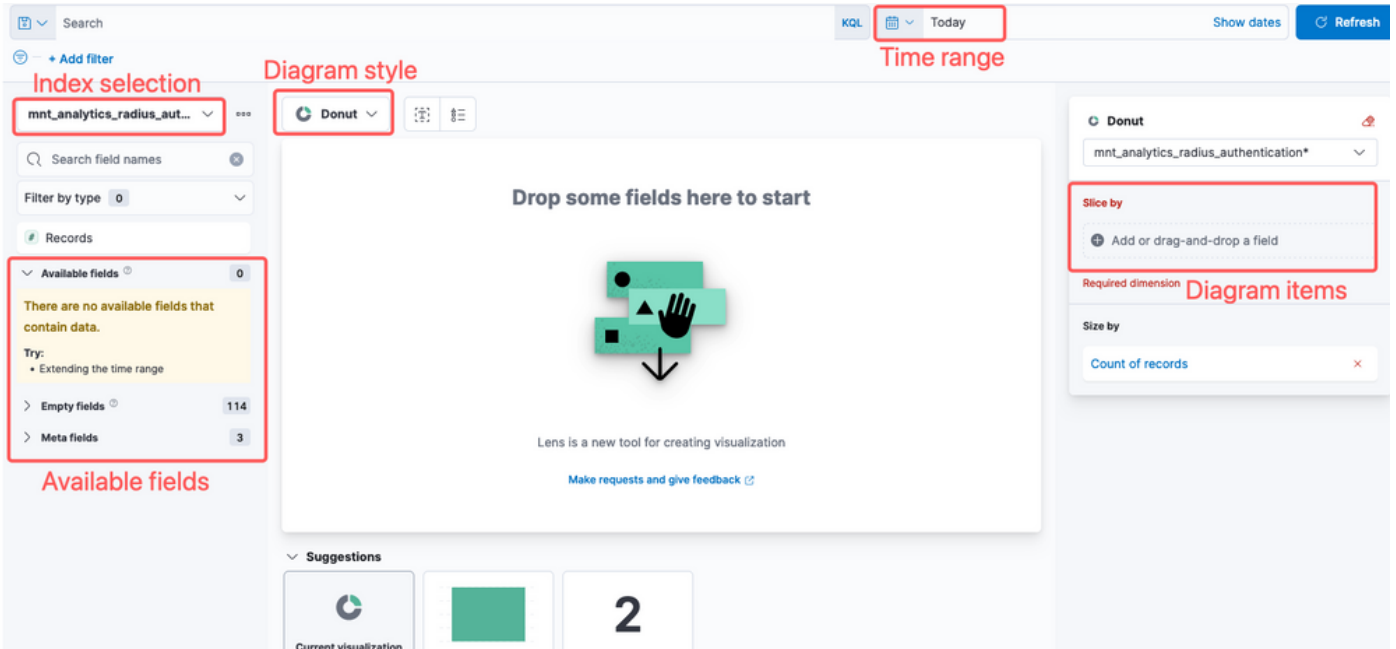 Search
KQL
Today
Show dates
Refresh
+ Add filter
Time range
Index selection
Diagram style
mnt_analytics_radius_aut...
Donut
Search field names
Filter by type 0
Records
Available fields 0
There are no available fields that
contain data.
Try:
• Extending the time range
Empty fields 114
Meta fields 3
Available fields
Drop some fields here to start
Lens is a new tool for creating visualization
Make requests and give feedback
Suggestions
Current visualization
2
Donut
mnt_analytics_radius_authentication*
Slice by
Add or drag-and-drop a field
Required dimension
Diagram items
Size by
Count of records